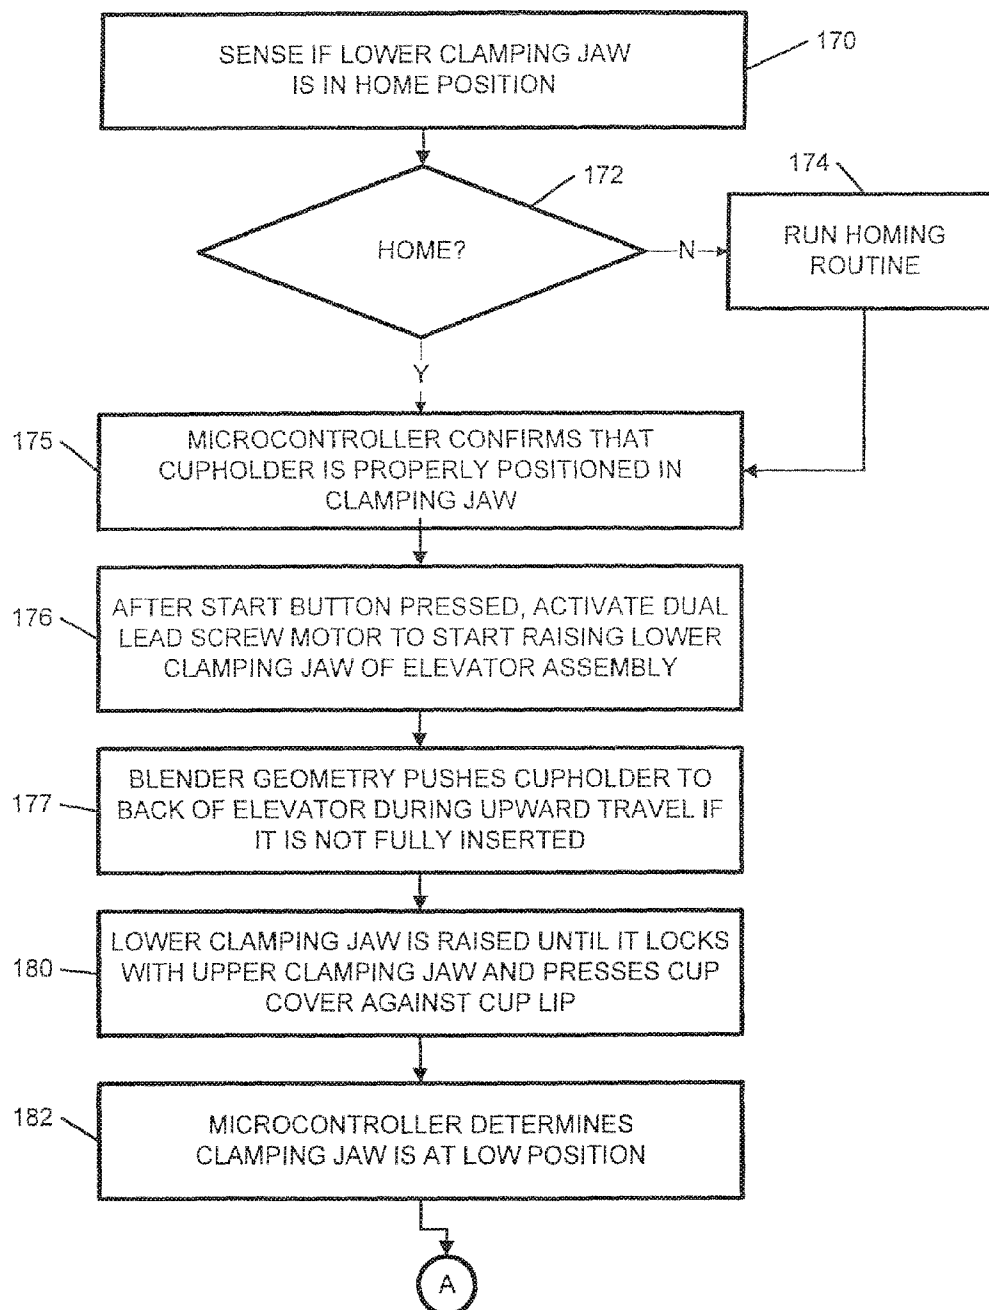 SENSE IF LOWER CLAMPING JAW
IS IN HOME POSITION
170
172
174
HOME?
N
RUN HOMING
ROUTINE
Y
175
MICROCONTROLLER CONFIRMS THAT
CUPHOLDER IS PROPERLY POSITIONED IN
CLAMPING JAW
176
AFTER START BUTTON PRESSED, ACTIVATE DUAL
LEAD SCREW MOTOR TO START RAISING LOWER
CLAMPING JAW OF ELEVATOR ASSEMBLY
177
BLENDER GEOMETRY PUSHES CUPHOLDER TO
BACK OF ELEVATOR DURING UPWARD TRAVEL IF
IT IS NOT FULLY INSERTED
180
LOWER CLAMPING JAW IS RAISED UNTIL IT LOCKS
WITH UPPER CLAMPING JAW AND PRESSES CUP
COVER AGAINST CUP LIP
182
MICROCONTROLLER DETERMINES
CLAMPING JAW IS AT LOW POSITION
A